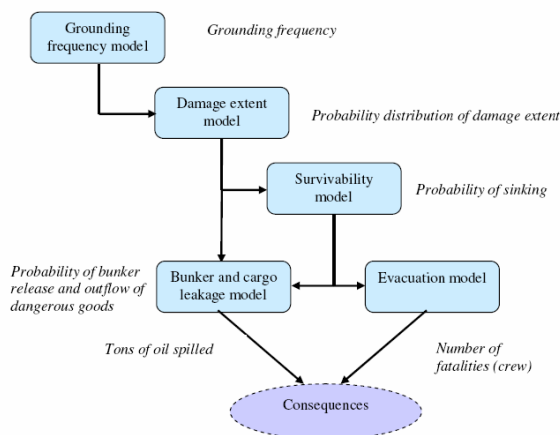 Grounding
frequency model
Grounding frequency
Damage extent
model
Probability distribution of damage extent
Survivability
model
Probability of sinking
Probability of bunker
release and outflow of
dangerous goods
Bunker and cargo
leakage model
Evacuation model
Tons of oil spilled
Number of
fatalities (crew)
Consequences